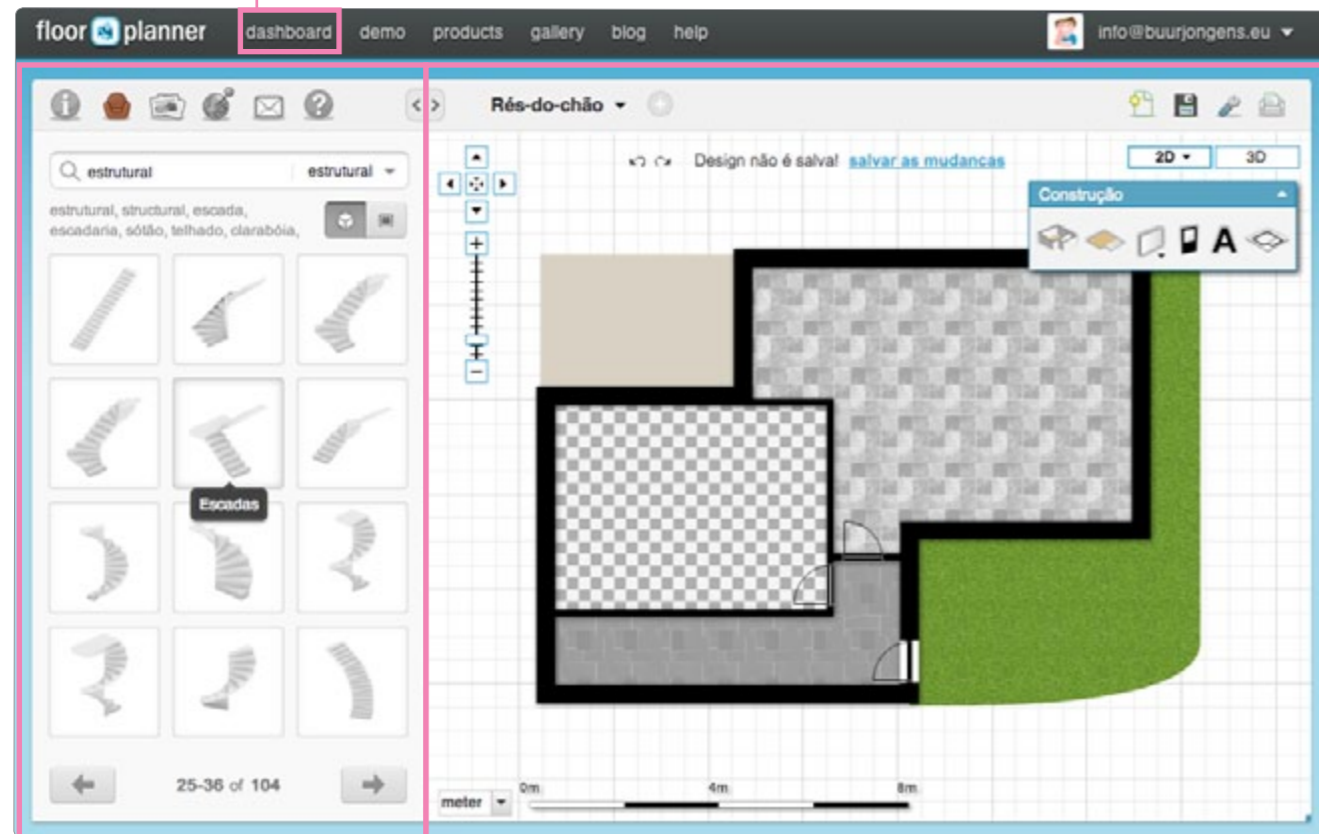 floor planner dashboard demo products gallery blog help info@buurjongens.eu
Rés-do-chão
estrutural estrutural
estrutural, structural, escada,
escadaria, sótão, telhado, clarabóia,
Escadas
25-36 of 104
Design não é salva! salvar as mudanças
2D 3D
Construção
A
meter
0m 4m 8m